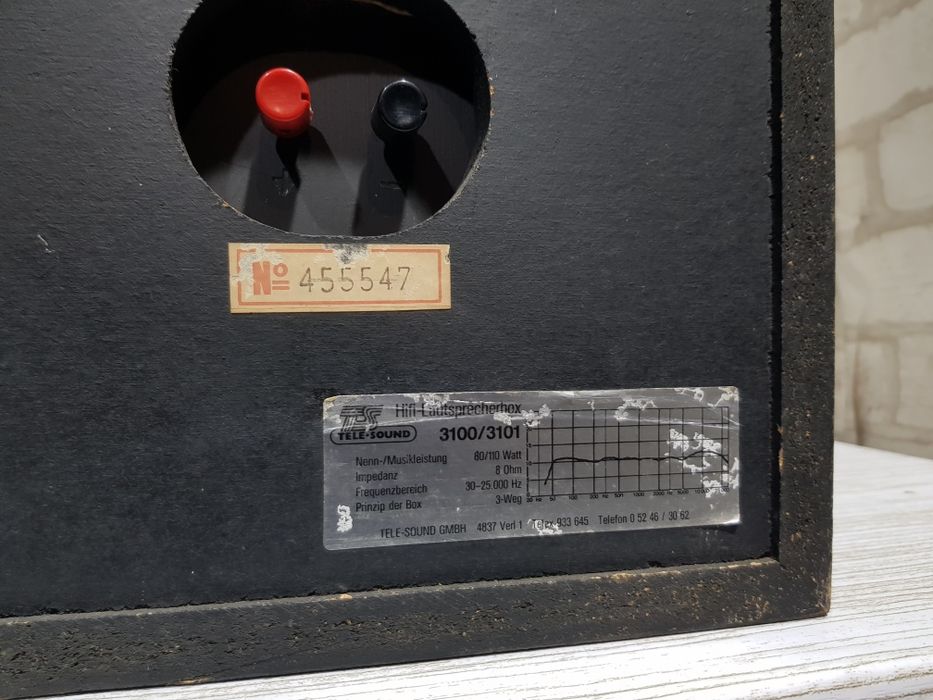 Nº 455547
TS
Hifi-Lautsprecherbox
TELE-SOUND 3100/3101
Nenn-/Musikleistung 80/110 Watt
Impedanz 8 Ohm
Frequenzbereich 30-25.000 Hz
Prinzip der Box 3-Weg
TELE-SOUND GMBH 4837 Verl 1 Telex 933 645 Telefon 0 52 46 / 30 62